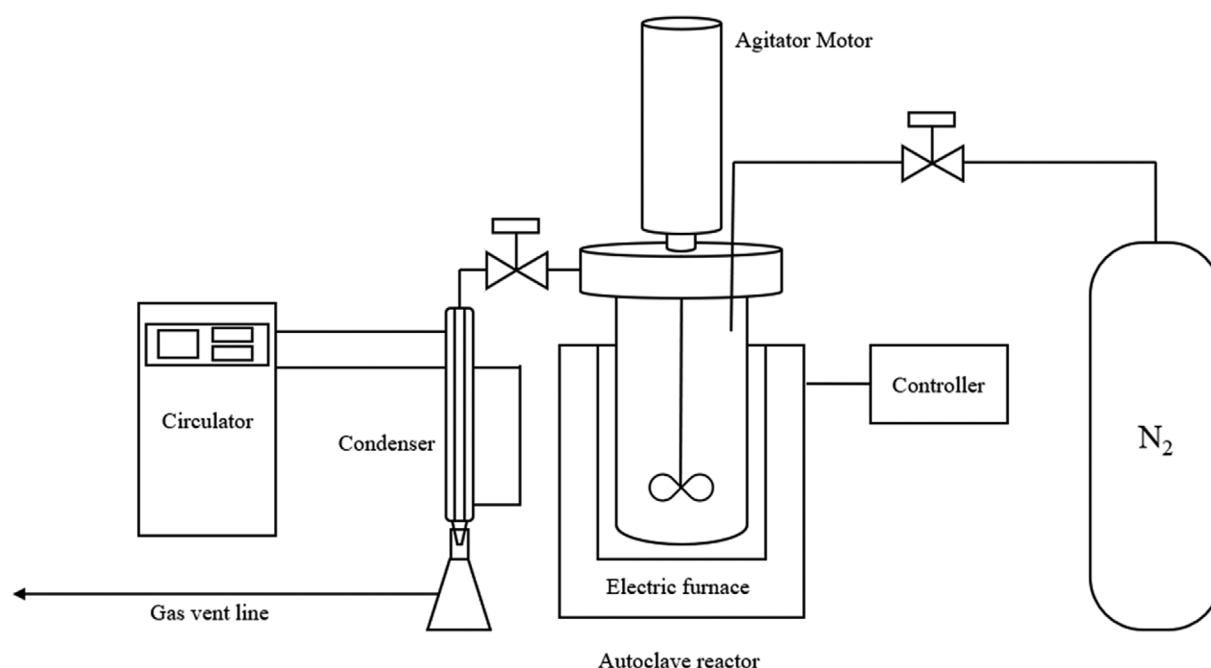 Agitator Motor
Circulator
Condenser
Controller
N₂
Electric furnace
Gas vent line
Autoclave reactor